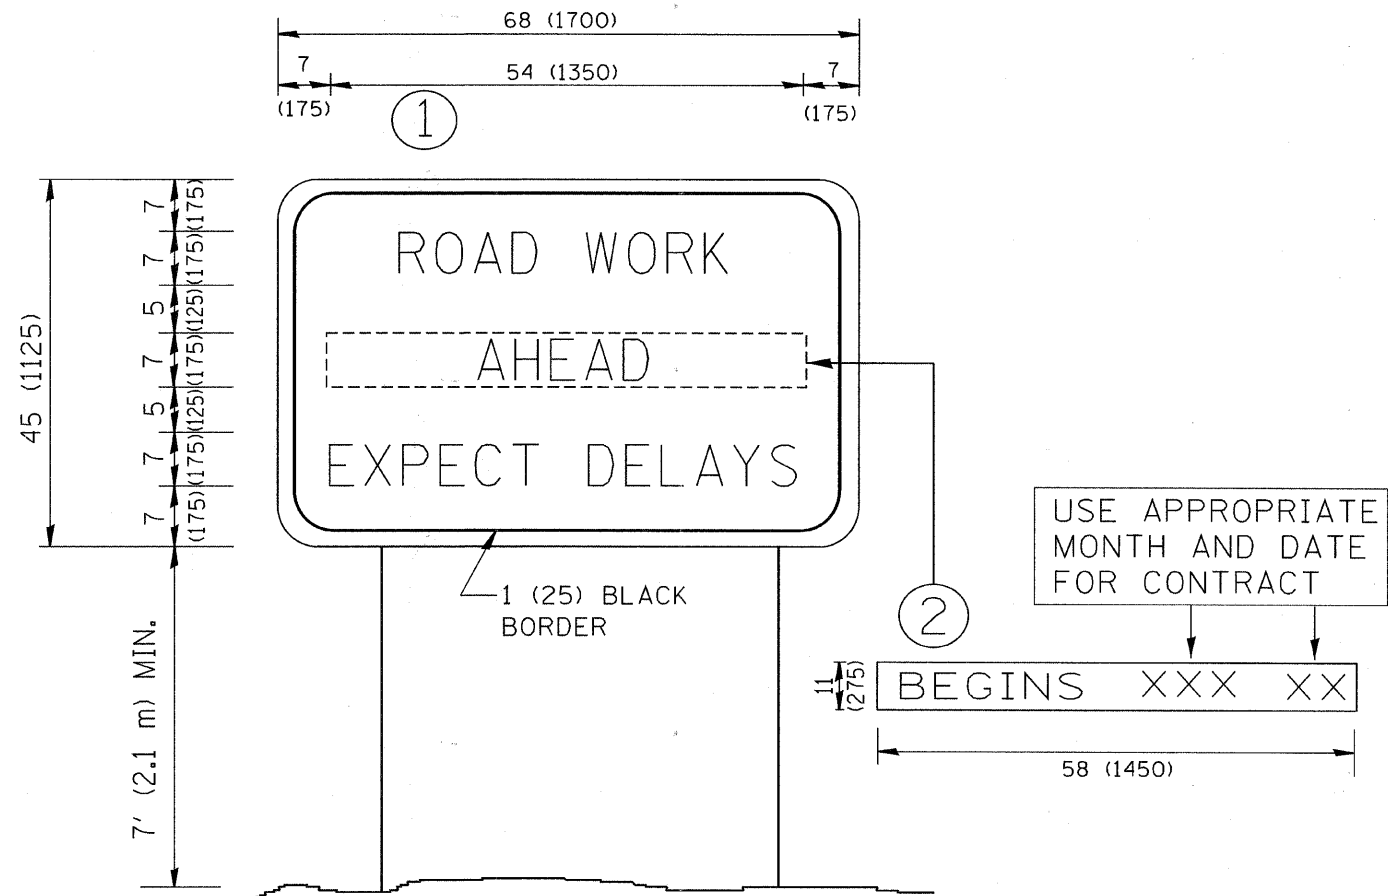 68 (1700)
7 54 (1350) 7
(175) (175)
1
45 (1125)
7 (175)
7 (175)
5 (125)
7 (175)
5 (125)
7 (175)
7 (175)
ROAD WORK
AHEAD
EXPECT DELAYS
1 (25) BLACK
BORDER
7' (2.1 m) MIN.
USE APPROPRIATE
MONTH AND DATE
FOR CONTRACT
2
11
(275)
BEGINS XXX XX
58 (1450)